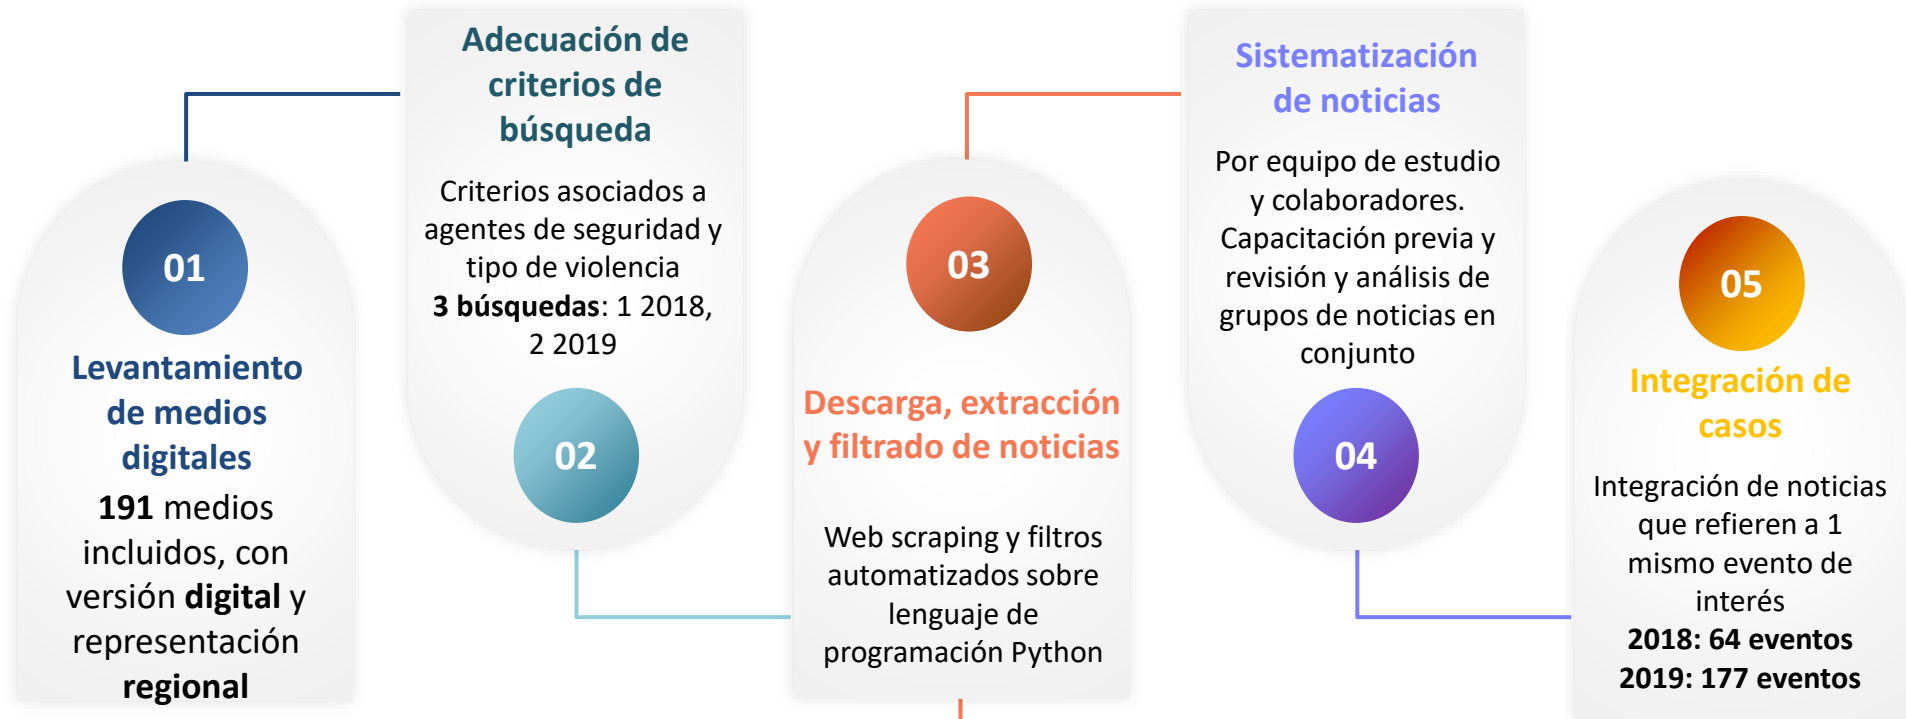 01
Levantamiento
de medios
digitales
191 medios
incluidos, con
versión digital y
representación
regional
Adecuación de
criterios de
búsqueda
Criterios asociados a
agentes de seguridad y
tipo de violencia
3 búsquedas: 1 2018,
2 2019
02
03
Descarga, extracción
y filtrado de noticias
Web scraping y filtros
automatizados sobre
lenguaje de
programación Python
Sistematización
de noticias
Por equipo de estudio
y colaboradores.
Capacitación previa y
revisión y análisis de
grupos de noticias en
conjunto
04
05
Integración de
casos
Integración de noticias
que refieren a 1
mismo evento de
interés
2018: 64 eventos
2019: 177 eventos